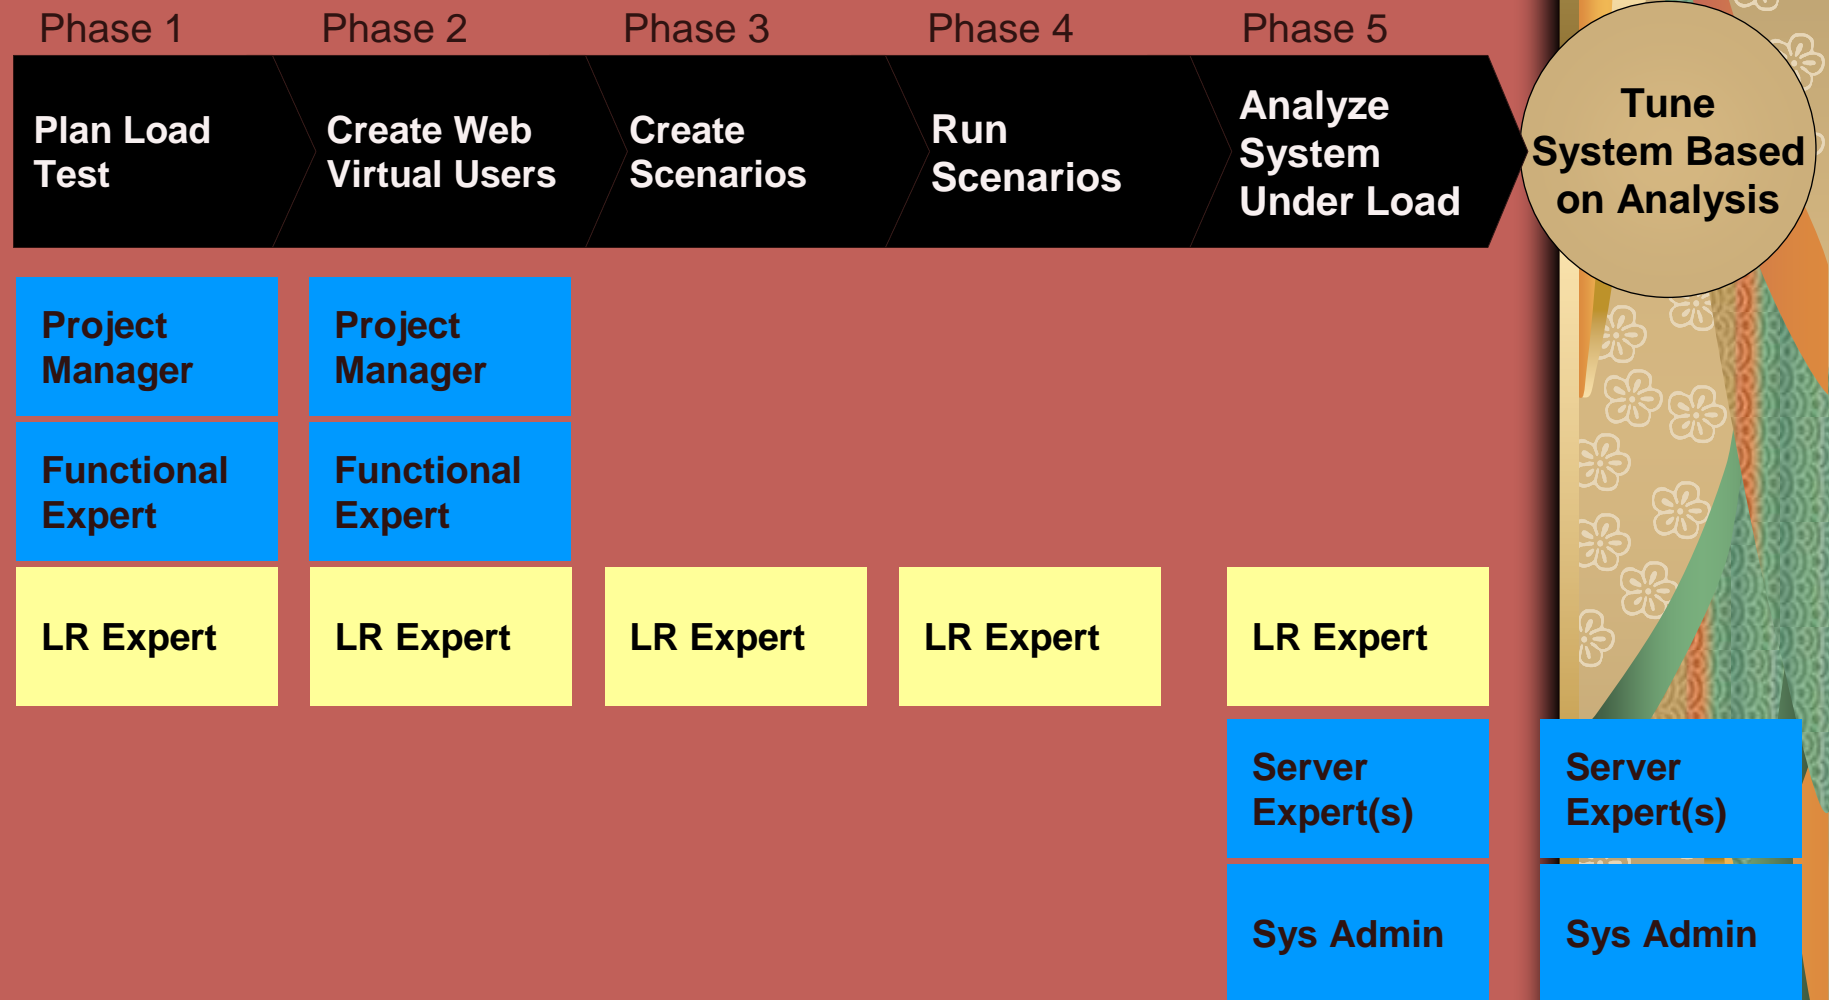 Phase 1
Phase 2
Phase 3
Phase 4
Phase 5
Plan Load
Test
Create Web
Virtual Users
Create
Scenarios
Run
Scenarios
Analyze
System
Under Load
Tune
System Based
on Analysis
Project
Manager
Project
Manager
Functional
Expert
Functional
Expert
LR Expert
LR Expert
LR Expert
LR Expert
LR Expert
Server
Expert(s)
Server
Expert(s)
Sys Admin
Sys Admin